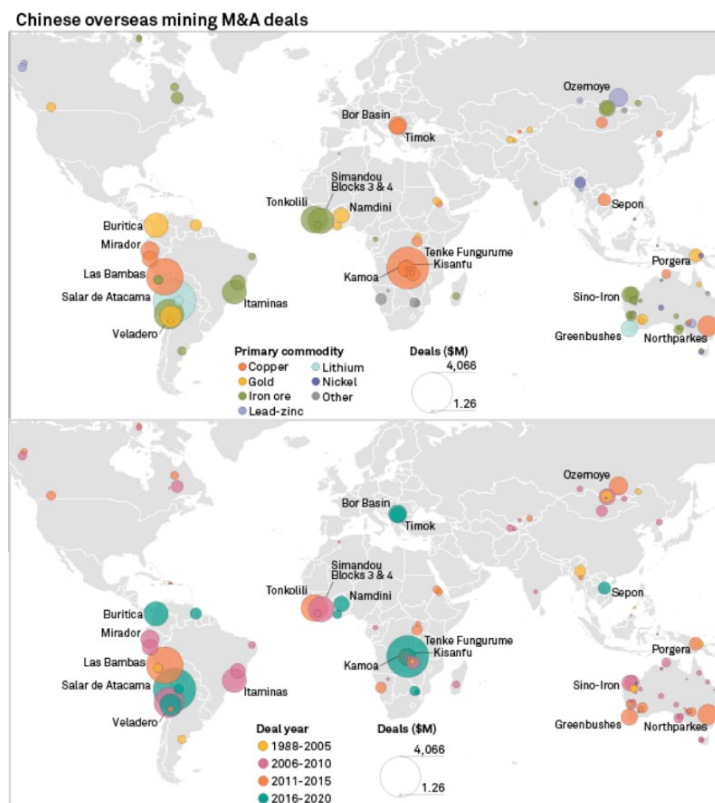 Chinese overseas mining M&A deals
Ozernoye
Bor Basin
Timok
Simandou
Blocks 3 & 4
Tonkolili
Namdini
Sepon
Buritica
Mirador
Tenke Fungurume
Kisanfu
Kamoa
Porgera
Las Bambas
Salar de Atacama
Itaminas
Sino-Iron
Veladero
Greenbushes
Northparkes
Primary commodity
Copper
Gold
Iron ore
Lead-zinc
Lithium
Nickel
Other
Deals ($M)
4,066
1.26
Ozernoye
Bor Basin
Timok
Simandou
Blocks 3 & 4
Tonkolili
Namdini
Sepon
Buritica
Mirador
Tenke Fungurume
Kisanfu
Kamoa
Porgera
Las Bambas
Salar de Atacama
Itaminas
Sino-Iron
Veladero
Greenbushes
Northparkes
Deal year
1988-2005
2006-2010
2011-2015
2016-2020
Deals ($M)
4,066
1.26